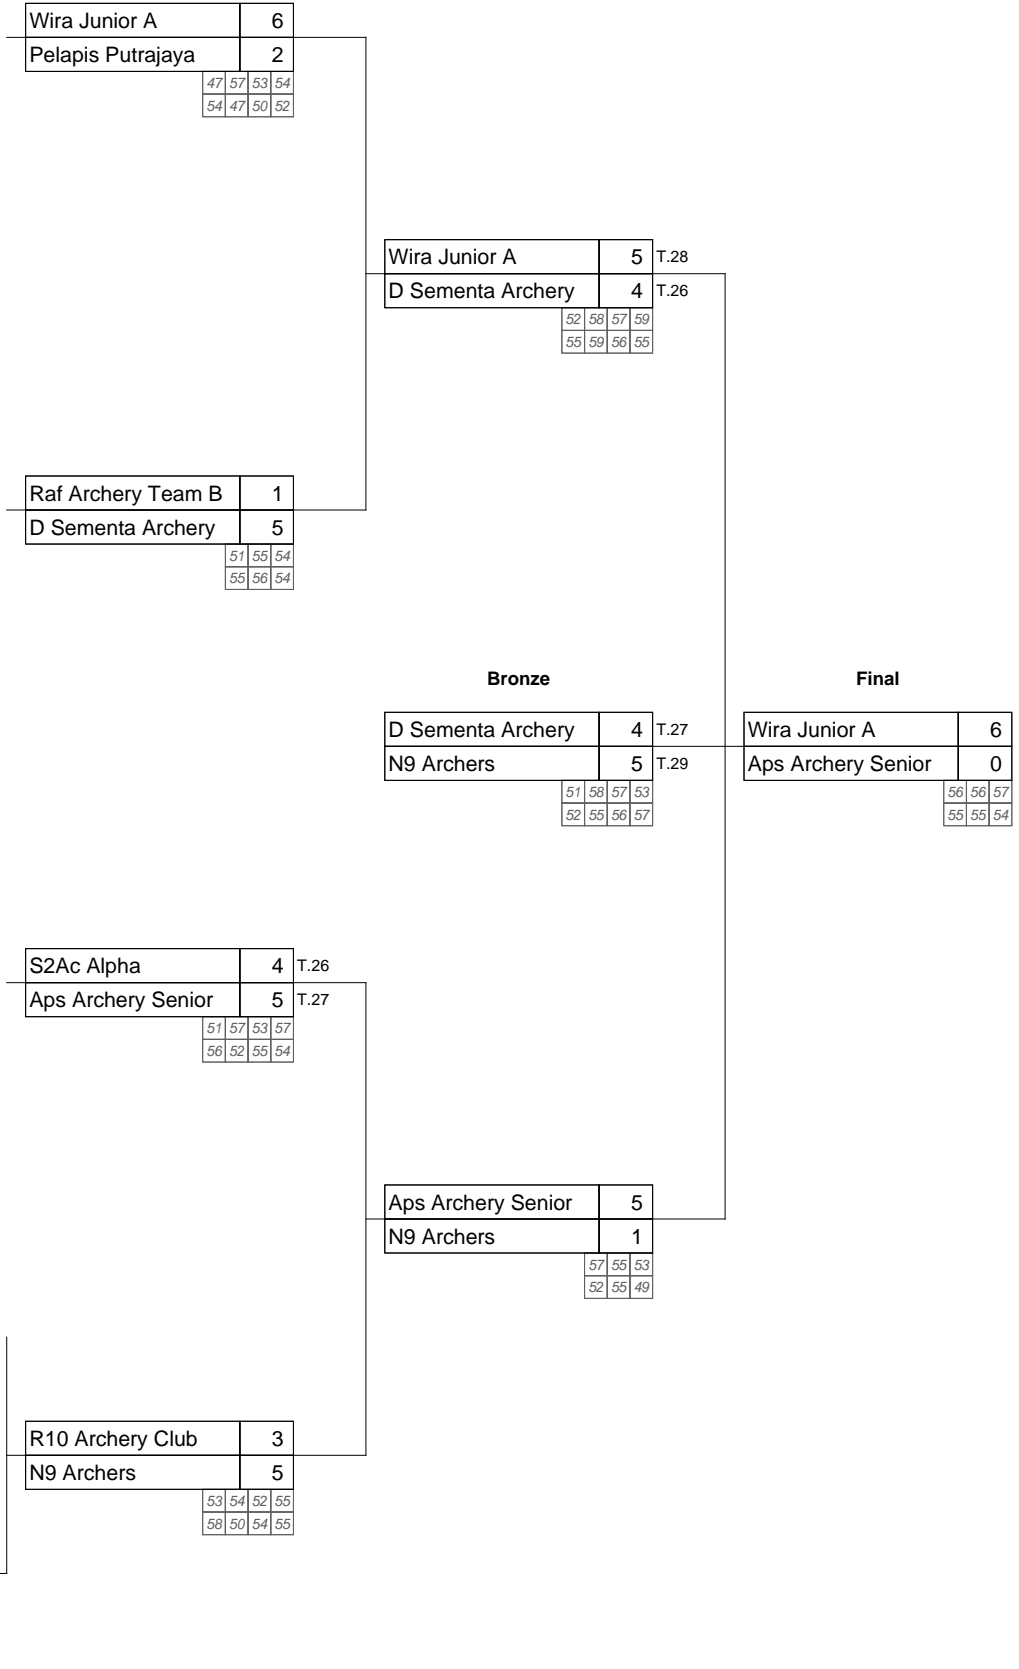 Wira Junior A 6
Pelapis Putrajaya 2
47 57 53 54
54 47 50 52
Wira Junior A 5 T.28
D Sementa Archery 4 T.26
52 58 57 59
55 59 56 55
Raf Archery Team B 1
D Sementa Archery 5
51 55 54
55 56 54
Bronze Final
D Sementa Archery 4 T.27 Wira Junior A 6
N9 Archers 5 T.29 Aps Archery Senior 0
51 58 57 53 56 56 57
52 55 56 57 55 55 54
S2Ac Alpha 4 T.26
Aps Archery Senior 5 T.27
51 57 53 57
56 52 55 54
Aps Archery Senior 5
N9 Archers 1
57 55 53
52 55 49
R10 Archery Club 3
N9 Archers 5
53 54 52 55
58 50 54 55